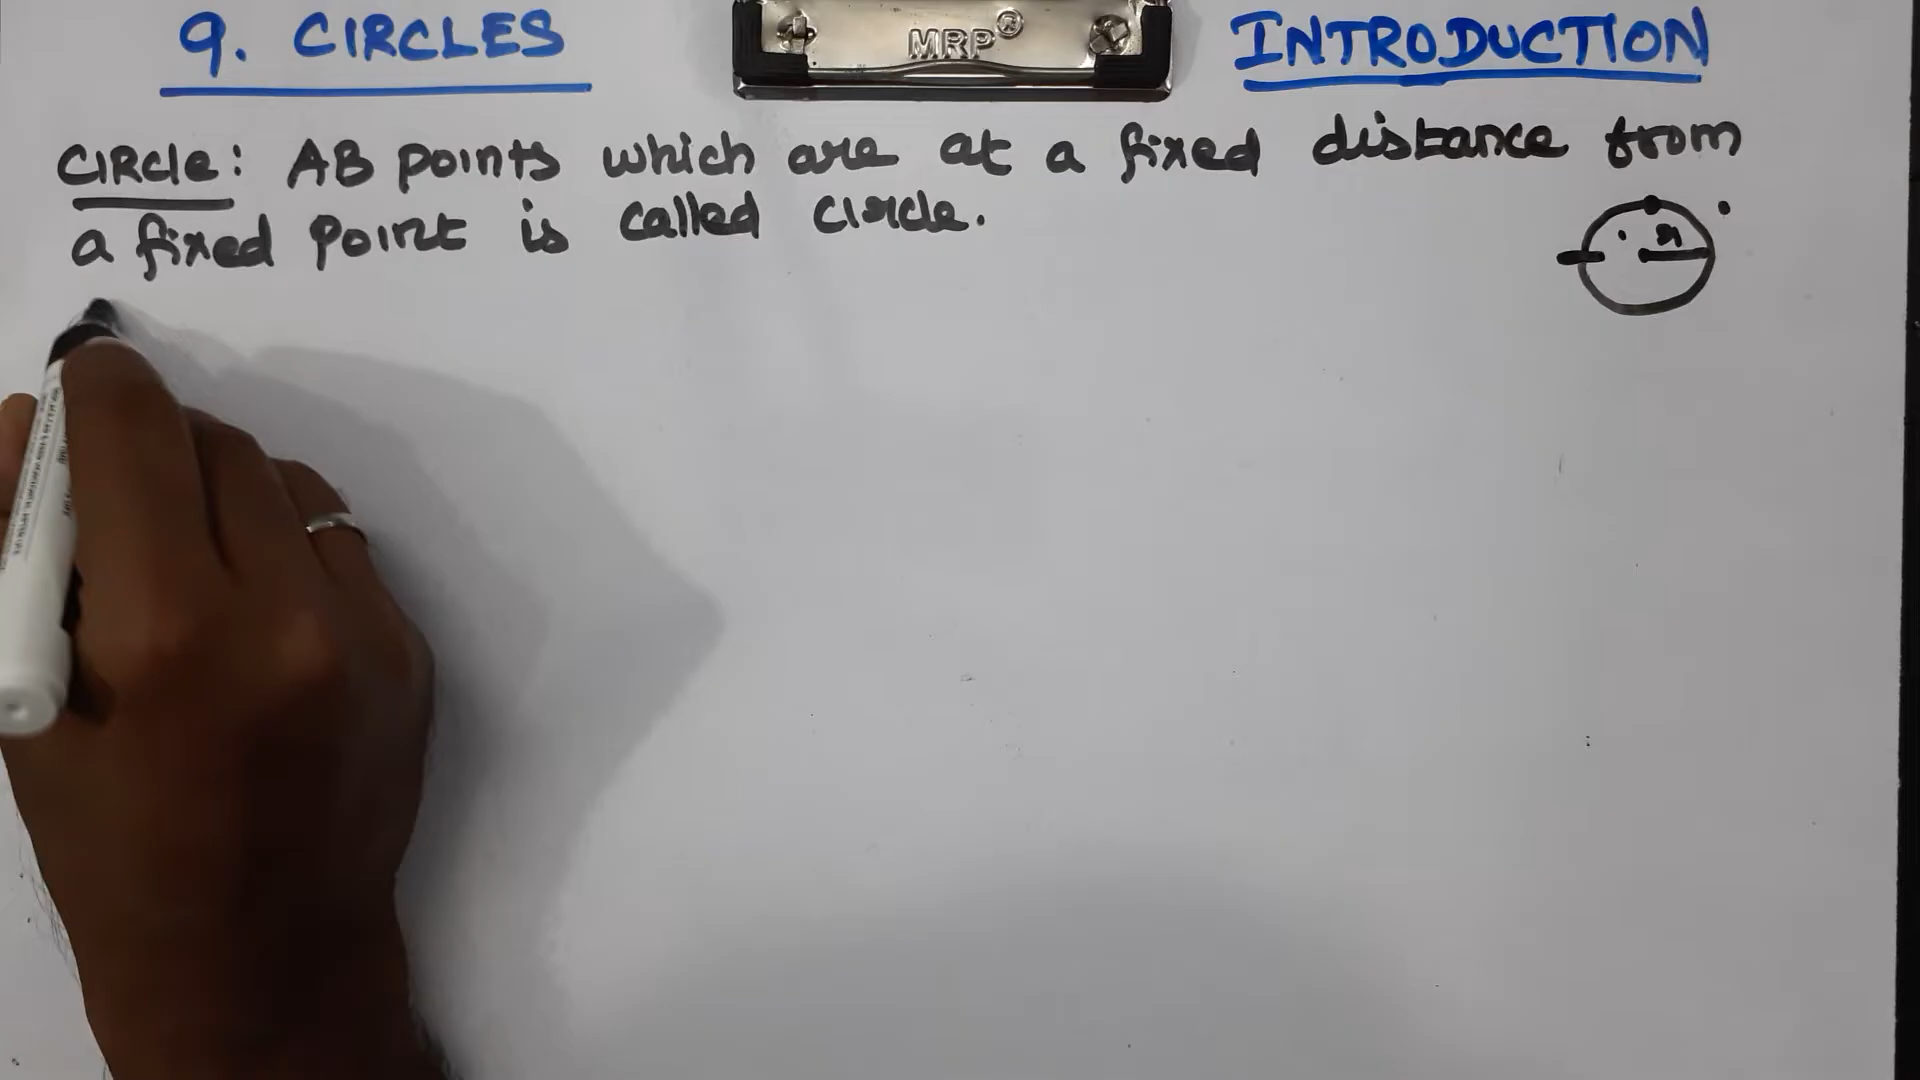 9. CIRCLES
MRP®
INTRODUCTION
CIRCle: AB points which are at a fixed distance from
a fixed point is called circle.
r